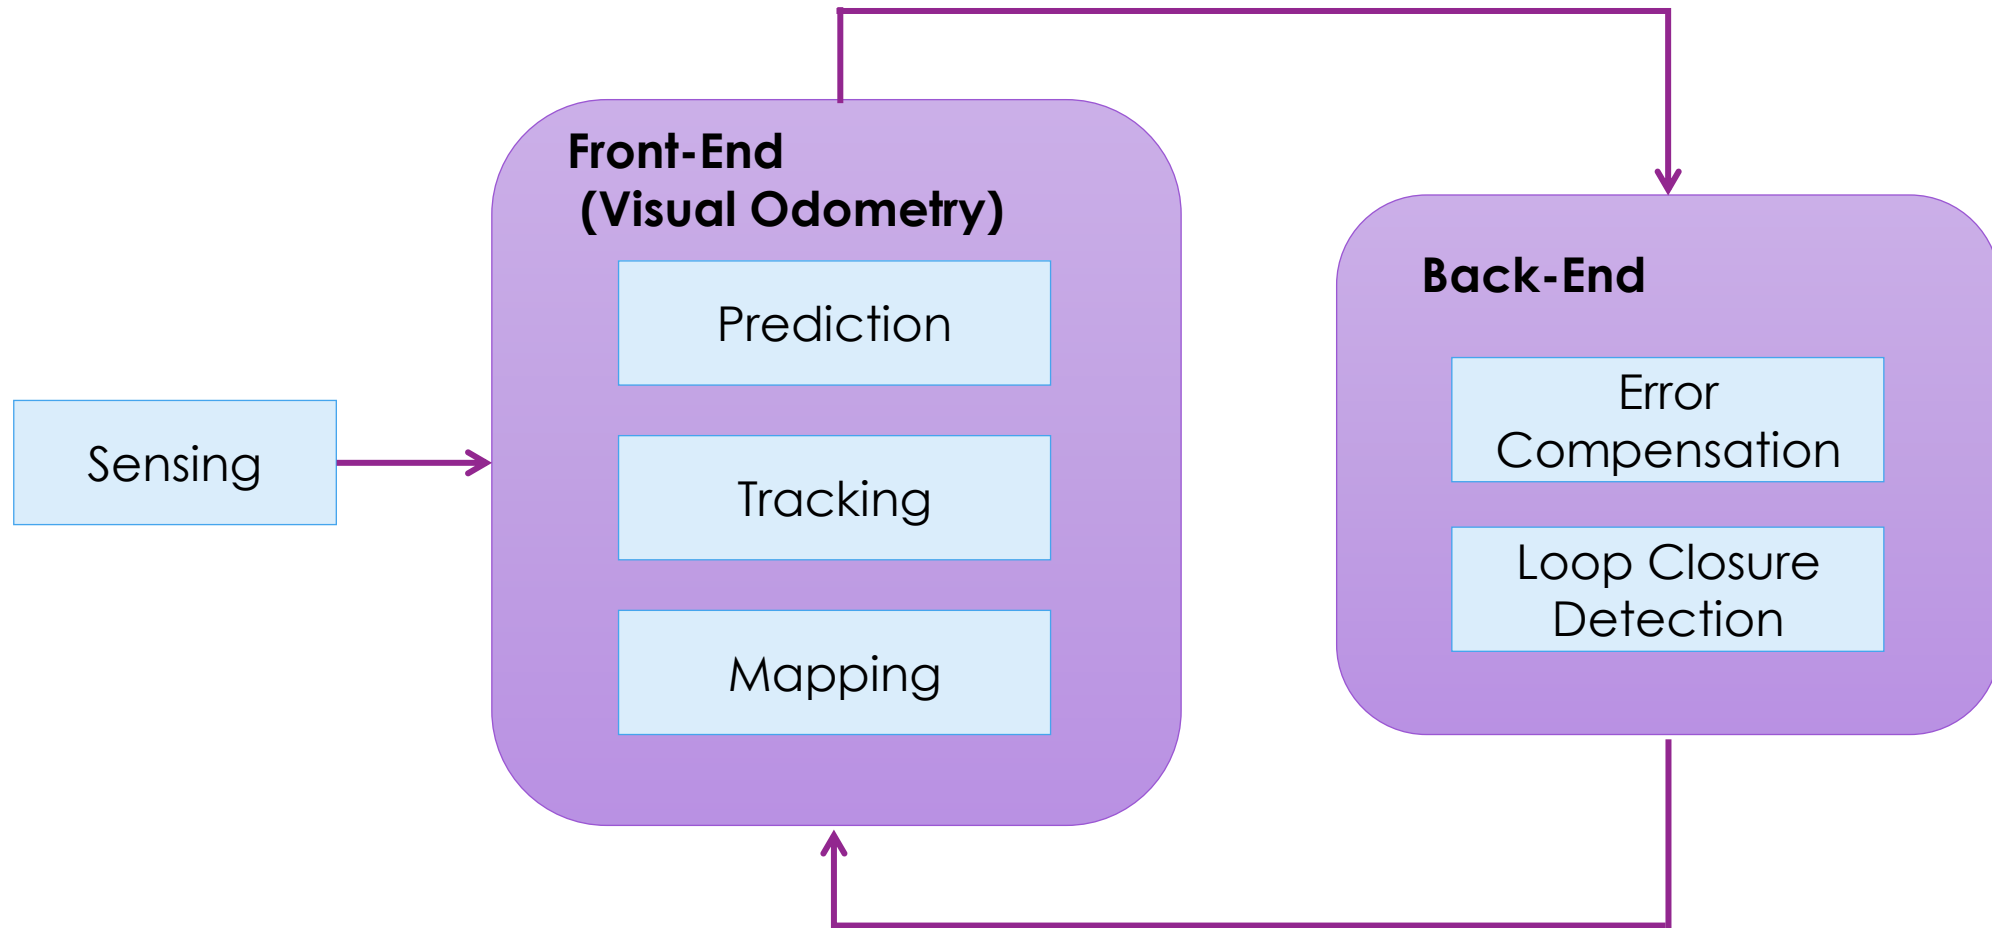 Sensing
Front-End
(Visual Odometry)
Prediction
Tracking
Mapping
Back-End
Error
Compensation
Loop Closure
Detection